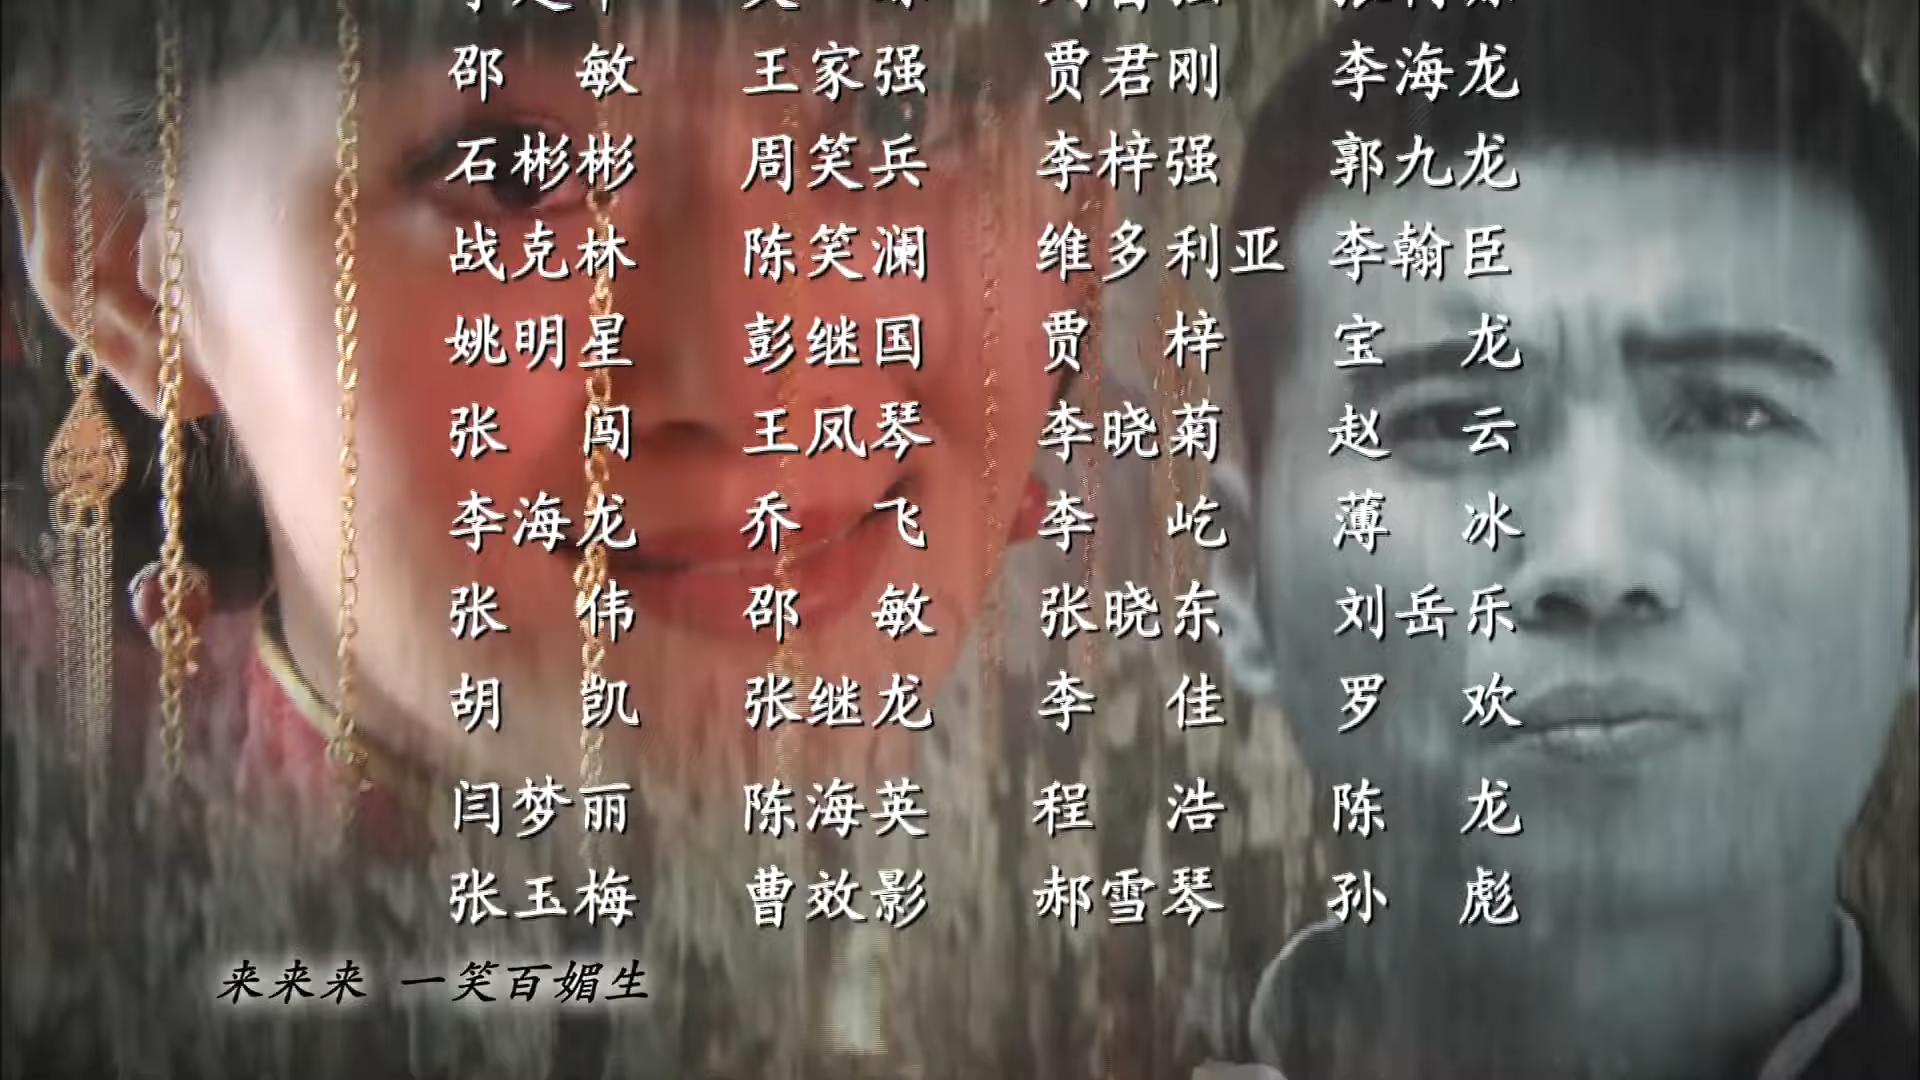 邵 敏 王家强 贾君刚 李海龙
石彬彬 周笑兵 李梓强 郭九龙
战克林 陈笑澜 维多利亚 李翰臣
姚明星 彭继国 贾 梓 宝 龙
张 闯 王凤琴 李晓菊 赵 云
李海龙 乔 飞 李 屹 薄 冰
张 伟 邵 敏 张晓东 刘岳乐
胡 凯 张继龙 李 佳 罗 欢
闫梦丽 陈海英 程 浩 陈 龙
张玉梅 曹效影 郝雪琴 孙 彪
来来来 一笑百媚生